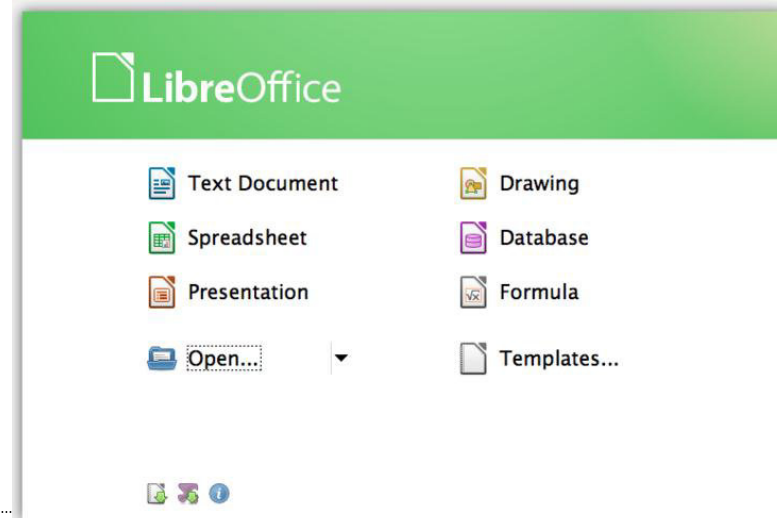 LibreOffice
Text Document
Drawing
Spreadsheet
Database
Presentation
Formula
Open...
Templates...
...